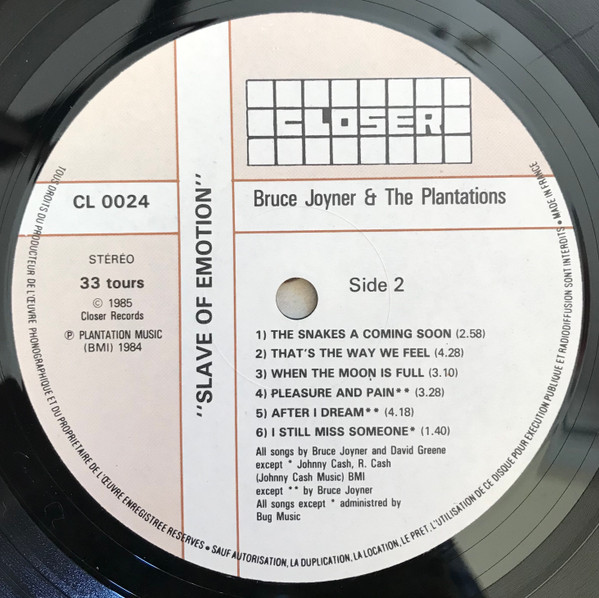 CLOSER
CL 0024
Bruce Joyner & The Plantations
"SLAVE OF EMOTION"
STÉRÉO
33 tours
© 1985
Closer Records
℗ PLANTATION MUSIC
(BMI) 1984
Side 2
1) THE SNAKES A COMING SOON (2.58)
2) THAT'S THE WAY WE FEEL (4.28)
3) WHEN THE MOON IS FULL (3.10)
4) PLEASURE AND PAIN** (3.28)
5) AFTER I DREAM** (4.18)
6) I STILL MISS SOMEONE* (1.40)
All songs by Bruce Joyner and David Greene
except * Johnny Cash, R. Cash
(Johnny Cash Music) BMI
except ** by Bruce Joyner
All songs except * administred by
Bug Music
TOUS DROITS DU PRODUCTEUR DE L'ŒUVRE PHONOGRAPHIQUE ET DU PROPRIETAIRE DE L'ŒUVRE ENREGISTREE RESERVES • SAUF AUTORISATION, LA DUPLICATION, LA LOCATION, LE PRET, L'UTILISATION DE CE DISQUE POUR EXECUTION PUBLIQUE ET RADIODIFFUSION SONT INTERDITS • MADE IN FRANCE